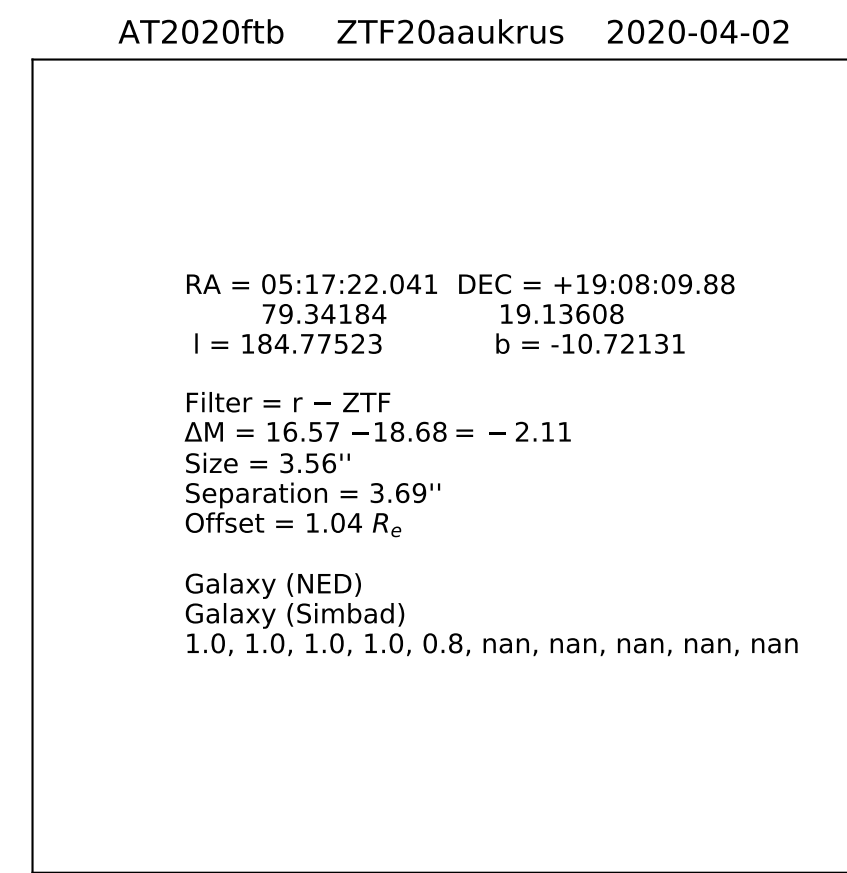 AT2020ftb ZTF20aaukrus 2020-04-02
RA = 05:17:22.041 DEC = +19:08:09.88
79.34184 19.13608
l = 184.77523 b = -10.72131
Filter = r − ZTF
ΔM = 16.57 −18.68 = − 2.11
Size = 3.56''
Separation = 3.69''
Offset = 1.04 Re
Galaxy (NED)
Galaxy (Simbad)
1.0, 1.0, 1.0, 1.0, 0.8, nan, nan, nan, nan, nan